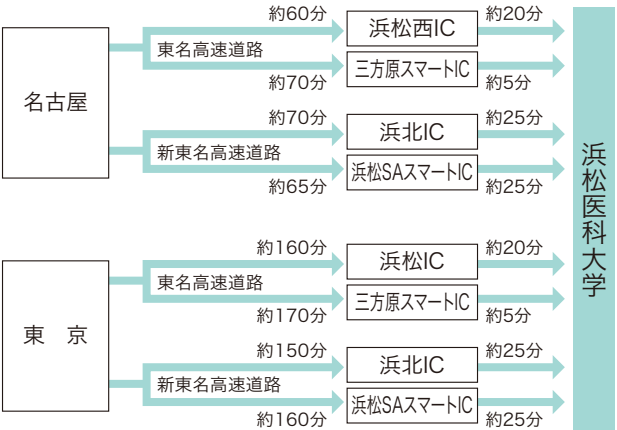 名古屋
東名高速道路
約60分
浜松西IC
約20分
約70分
三方原スマートIC
約5分
新東名高速道路
約70分
浜北IC
約25分
約65分
浜松SAスマートIC
約25分
東　京
東名高速道路
約160分
浜松IC
約20分
約170分
三方原スマートIC
約5分
新東名高速道路
約150分
浜北IC
約25分
約160分
浜松SAスマートIC
約25分
浜松医科大学